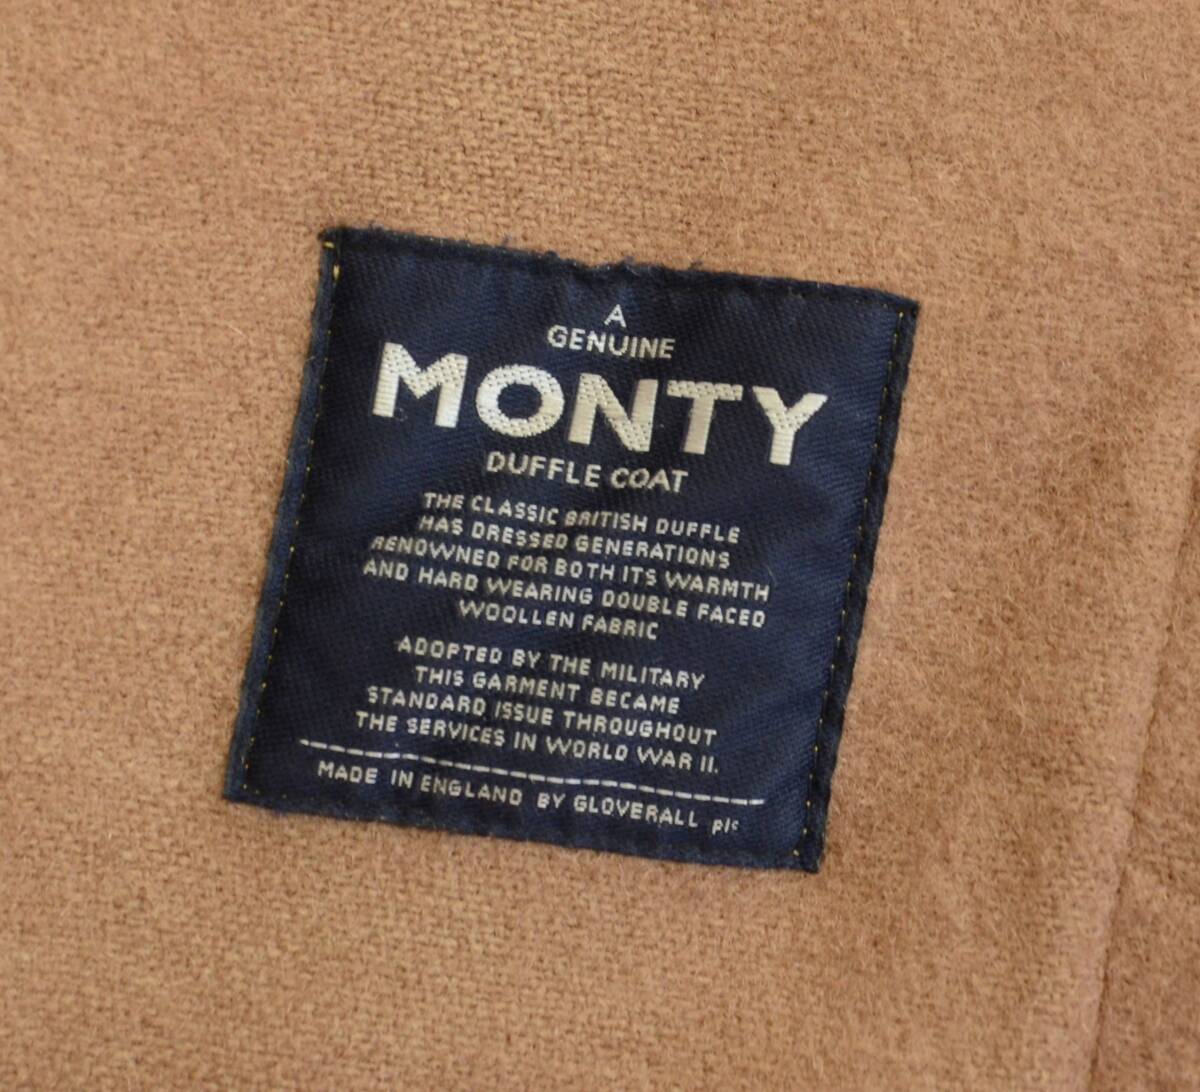 A
GENUINE
MONTY
DUFFLE COAT
THE CLASSIC BRITISH DUFFLE
HAS DRESSED GENERATIONS
RENOWNED FOR BOTH ITS WARMTH
AND HARD WEARING DOUBLE FACED
WOOLLEN FABRIC
ADOPTED BY THE MILITARY
THIS GARMENT BECAME
STANDARD ISSUE THROUGHOUT
THE SERVICES IN WORLD WAR II.
MADE IN ENGLAND BY GLOVERALL plc